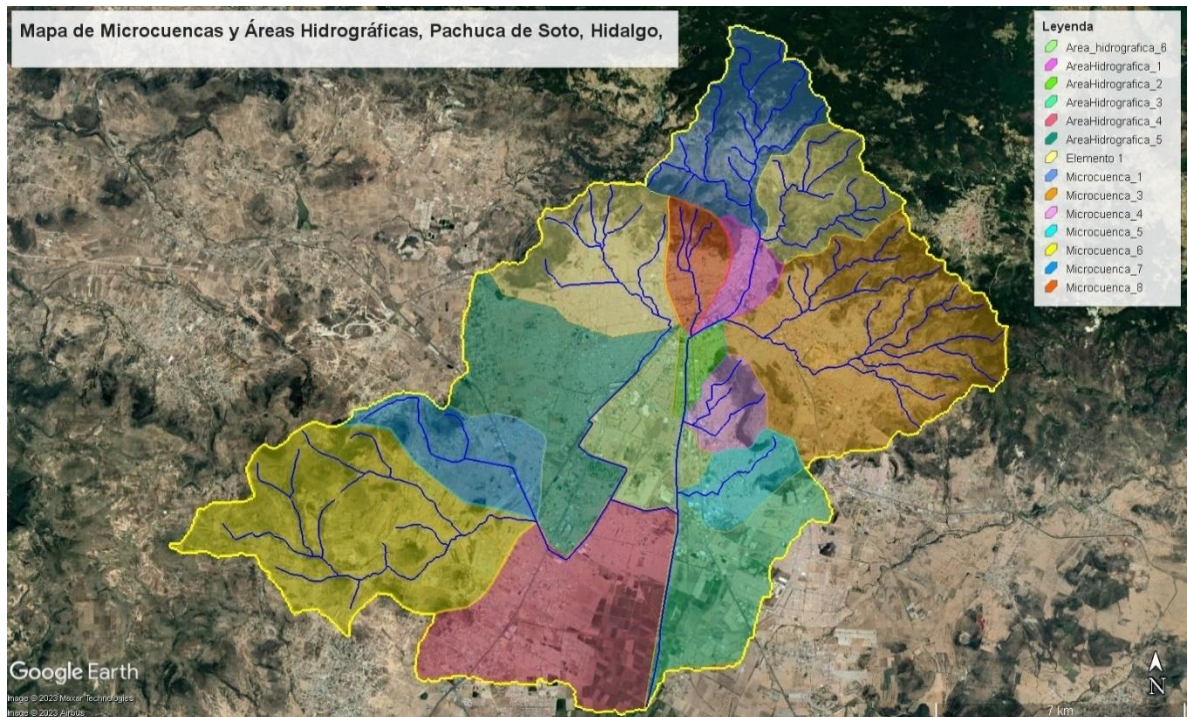 Mapa de Microcuencas y Áreas Hidrográficas, Pachuca de Soto, Hidalgo,
Leyenda
Area_hidrografica_6
AreaHidrografica_1
AreaHidrografica_2
AreaHidrografica_3
AreaHidrografica_4
AreaHidrografica_5
Elemento 1
Microcuenca_1
Microcuenca_3
Microcuenca_4
Microcuenca_5
Microcuenca_6
Microcuenca_7
Microcuenca_8
Google Earth
Image © 2023 Maxar Technologies
Image © 2023 Airbus
N
7 km